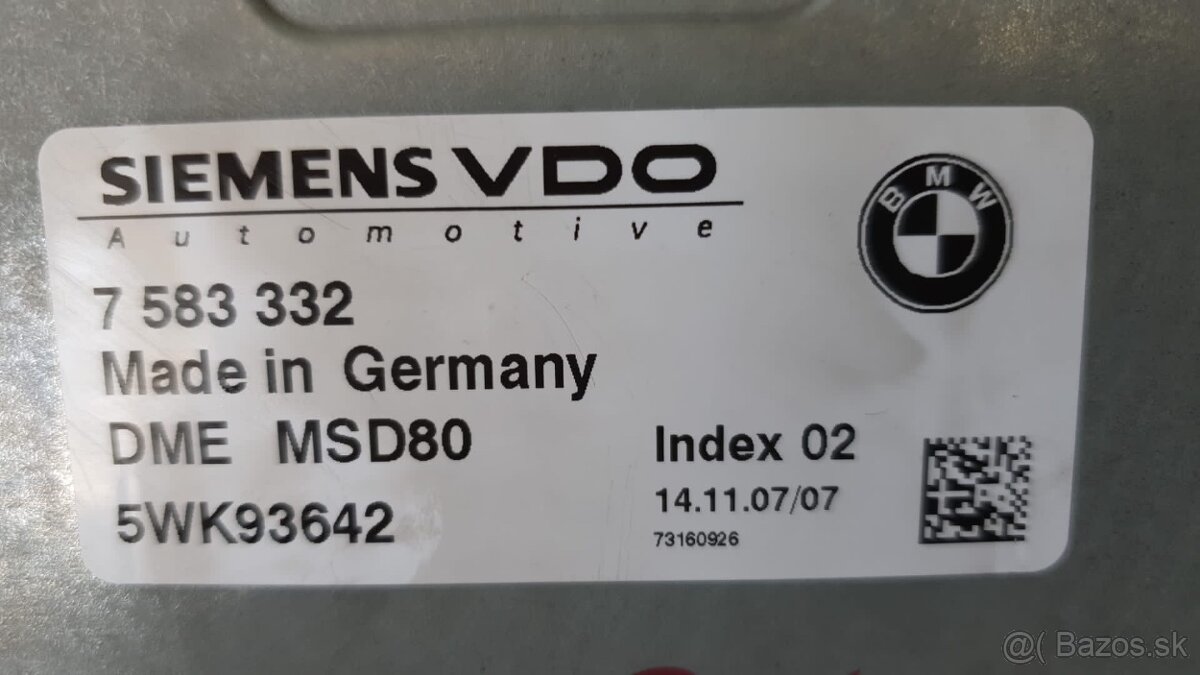 SIEMENS VDO
Automotive
BMW
7 583 332
Made in Germany
DME MSD80
Index 02
5WK93642
14.11.07/07
73160926
@( Bazos.sk